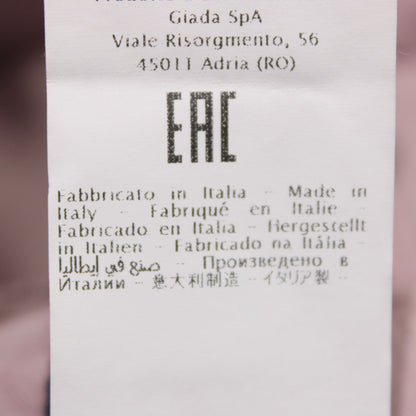 Giada SpA
Viale Risorgmento, 56
45011 Adria (RO)
EAC
Fabbricato in Italia - Made in
Italy - Fabriqué en Italie -
Fabricado en Italia - Hergestellt
in Italien - Fabricado na Itália -
صنع في إيطاليا - Произведено в
Италии - 意大利制造 - イタリア製 -